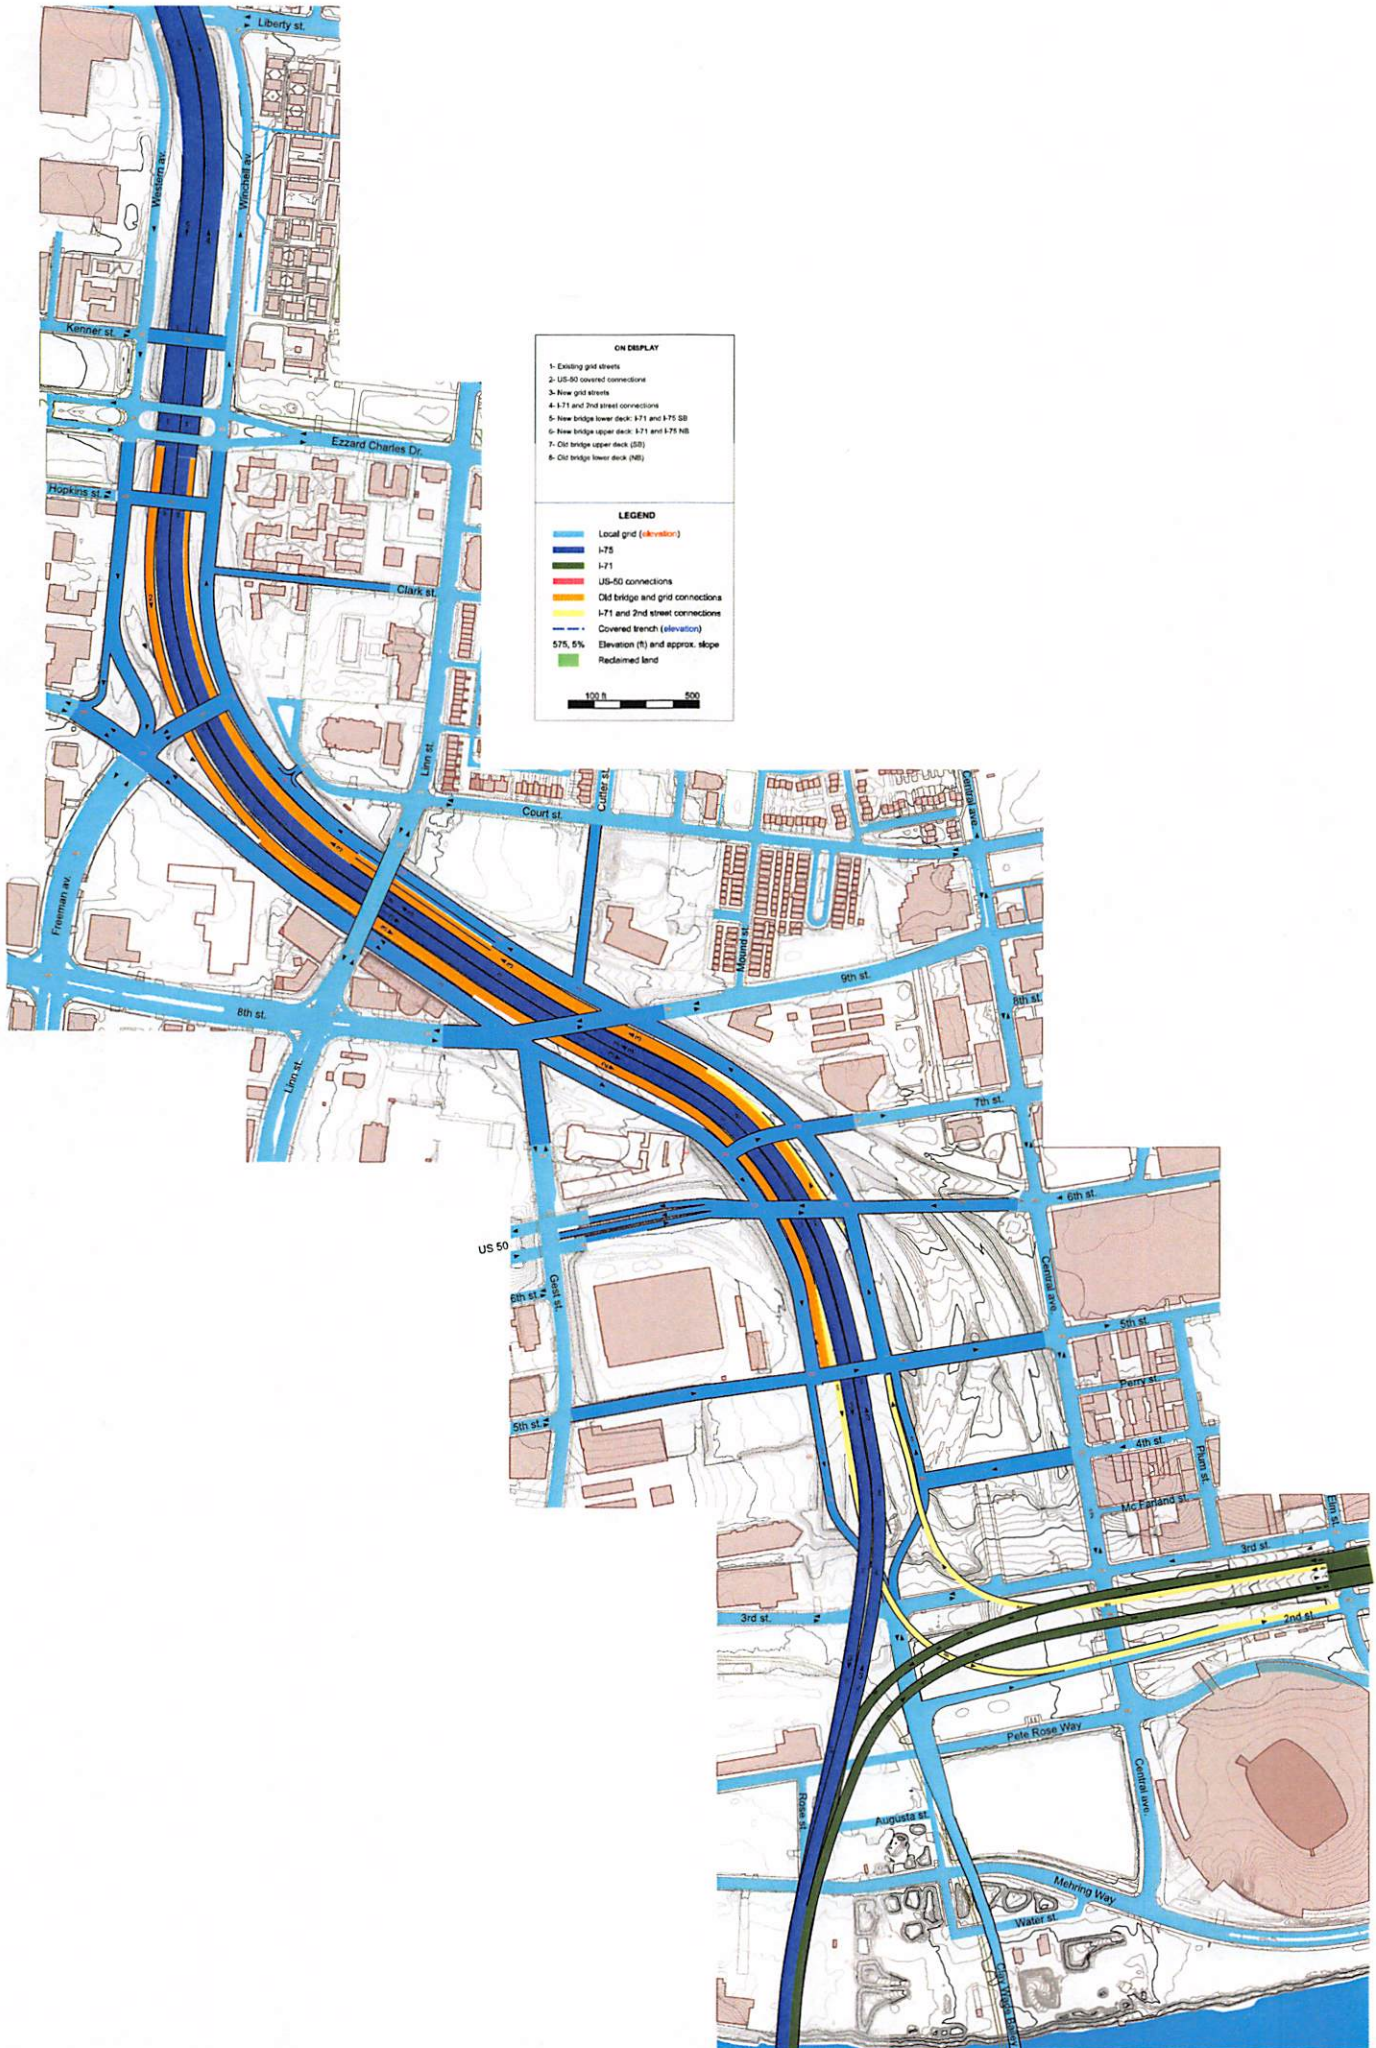 Liberty st.
Western av.
Winchell av.
Kenner st.
Ezzard Charles Dr.
Hopkins st.
Clark st.
Linn st.
Cutter st.
Court st.
Central ave.
Freeman av.
Mound st.
9th st.
8th st.
8th st.
Linn st.
7th st.
6th st.
US 50
Gest st.
6th st.
Central ave.
5th st.
Perry st.
5th st.
4th st.
Plum st.
Mc Farland st.
Elm st.
3rd st.
3rd st.
2nd st.
Pete Rose Way
Rose st.
Central ave.
Augusta st.
Mehring Way
Water st.
Clay Wade Bailey
ON DISPLAY
1- Existing grid streets
2- US-50 covered connections
3- New grid streets
4- I-71 and 2nd street connections
5- New bridge lower deck: I-71 and I-75 SB
6- New bridge upper deck: I-71 and I-75 NB
7- Old bridge upper deck (SB)
8- Old bridge lower deck (NB)
LEGEND
Local grid (elevation)
I-75
I-71
US-50 connections
Old bridge and grid connections
I-71 and 2nd street connections
Covered trench (elevation)
575, 5% Elevation (ft) and approx. slope
Reclaimed land
100 ft 500